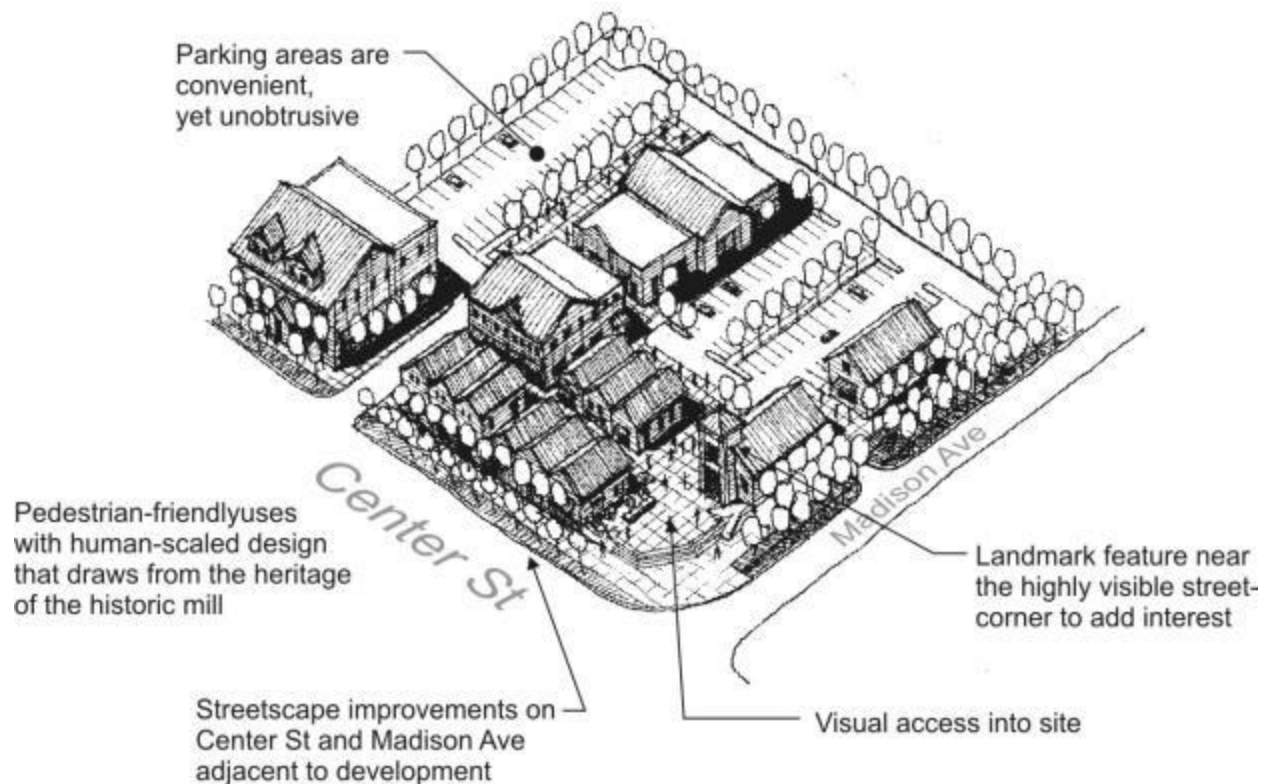 Parking areas are
convenient,
yet unobtrusive
Center St
Madison Ave
Pedestrian-friendlyuses
with human-scaled design
that draws from the heritage
of the historic mill
Landmark feature near
the highly visible street-
corner to add interest
Streetscape improvements on
Center St and Madison Ave
adjacent to development
Visual access into site